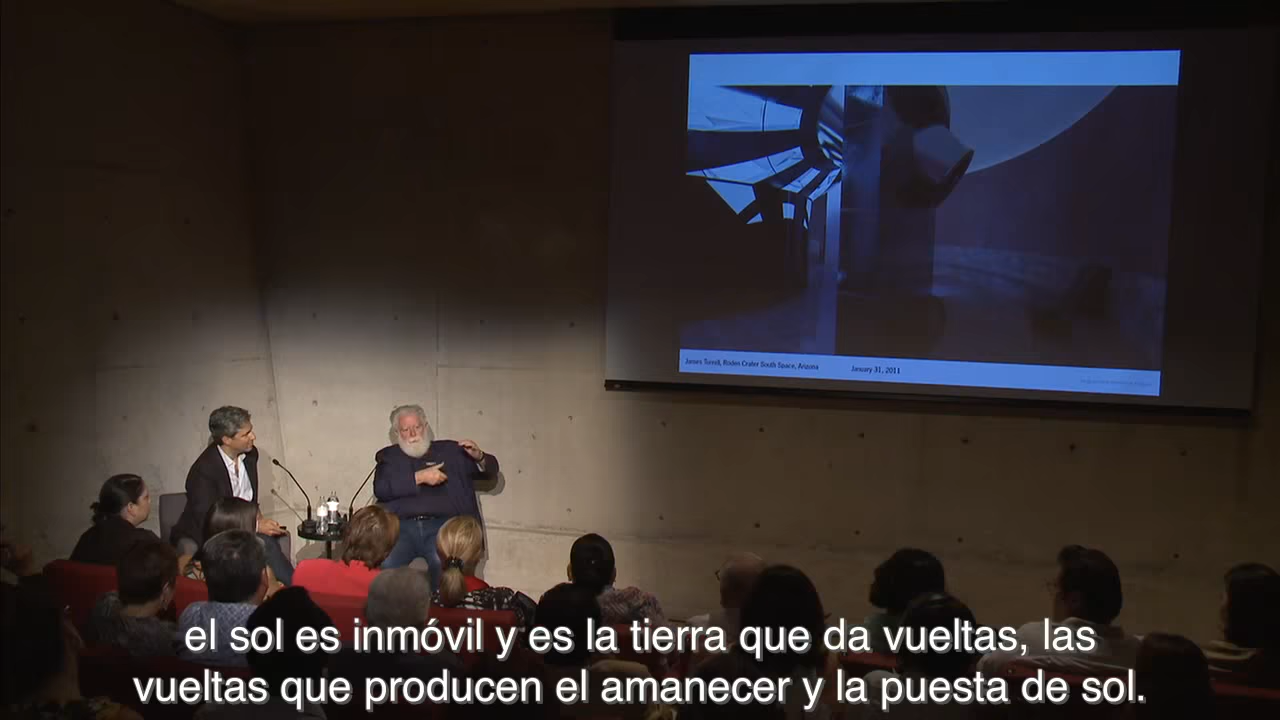 James Turrell, Roden Crater South Space, Arizona
January 31, 2011
el sol es inmóvil y es la tierra que da vueltas, las
vueltas que producen el amanecer y la puesta de sol.